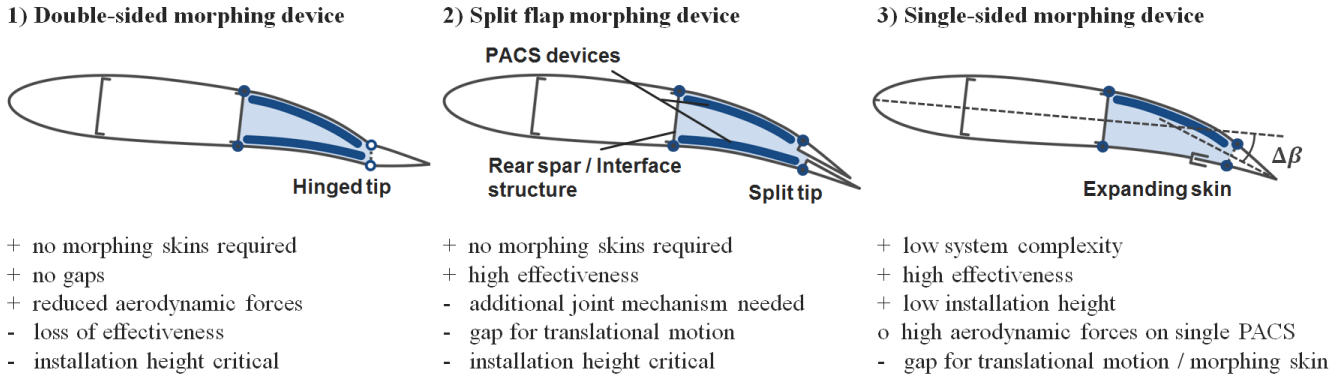 1) Double-sided morphing device
Hinged tip
+ no morphing skins required
+ no gaps
+ reduced aerodynamic forces
- loss of effectiveness
- installation height critical
2) Split flap morphing device
PACS devices
Rear spar / Interface
structure
Split tip
+ no morphing skins required
+ high effectiveness
- additional joint mechanism needed
- gap for translational motion
- installation height critical
3) Single-sided morphing device
Δβ
Expanding skin
+ low system complexity
+ high effectiveness
+ low installation height
o high aerodynamic forces on single PACS
- gap for translational motion / morphing skin